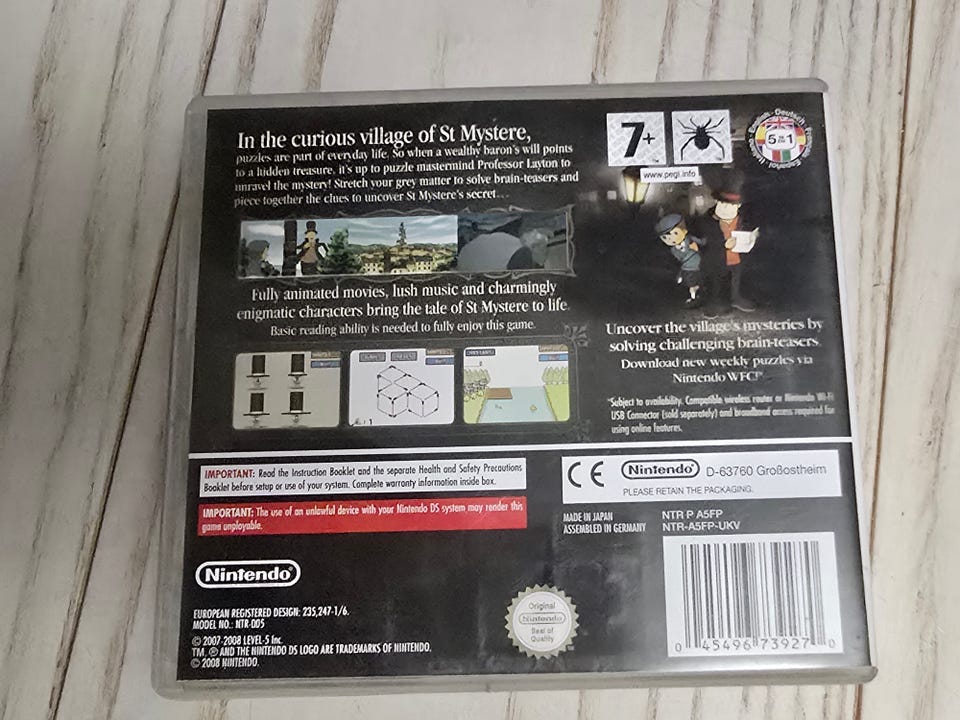 In the curious village of St Mystere,
puzzles are part of everyday life. So when a wealthy baron's will points
to a hidden treasure, it's up to puzzle mastermind Professor Layton to
unravel the mystery! Stretch your grey matter to solve brain-teasers and
piece together the clues to uncover St Mystere's secret...
7+
www.pegi.info
English - Deutsch - Français
Español - Italiano
5 in 1
Fully animated movies, lush music and charmingly
enigmatic characters bring the tale of St Mystere to life.
Basic reading ability is needed to fully enjoy this game.
Uncover the village's mysteries by
solving challenging brain-teasers.
Download new weekly puzzles via
Nintendo WFC!*
*Subject to availability. Compatible wireless router or Nintendo Wi-Fi
USB Connector (sold separately) and broadband access required for
using online features.
IMPORTANT: Read the Instruction Booklet and the separate Health and Safety Precautions
Booklet before setup or use of your system. Complete warranty information inside box.
IMPORTANT: The use of an unlawful device with your Nintendo DS system may render this
game unplayable.
CE Nintendo® D-63760 Großostheim
PLEASE RETAIN THE PACKAGING.
MADE IN JAPAN
ASSEMBLED IN GERMANY
NTR P A5FP
NTR-A5FP-UKV
Nintendo®
EUROPEAN REGISTERED DESIGN: 235,247-1/6.
MODEL NO.: NTR-005
© 2007-2008 LEVEL-5 Inc.
TM, ® AND THE NINTENDO DS LOGO ARE TRADEMARKS OF NINTENDO.
© 2008 NINTENDO.
Original
Nintendo
Seal of
Quality
0 45496 73927 0